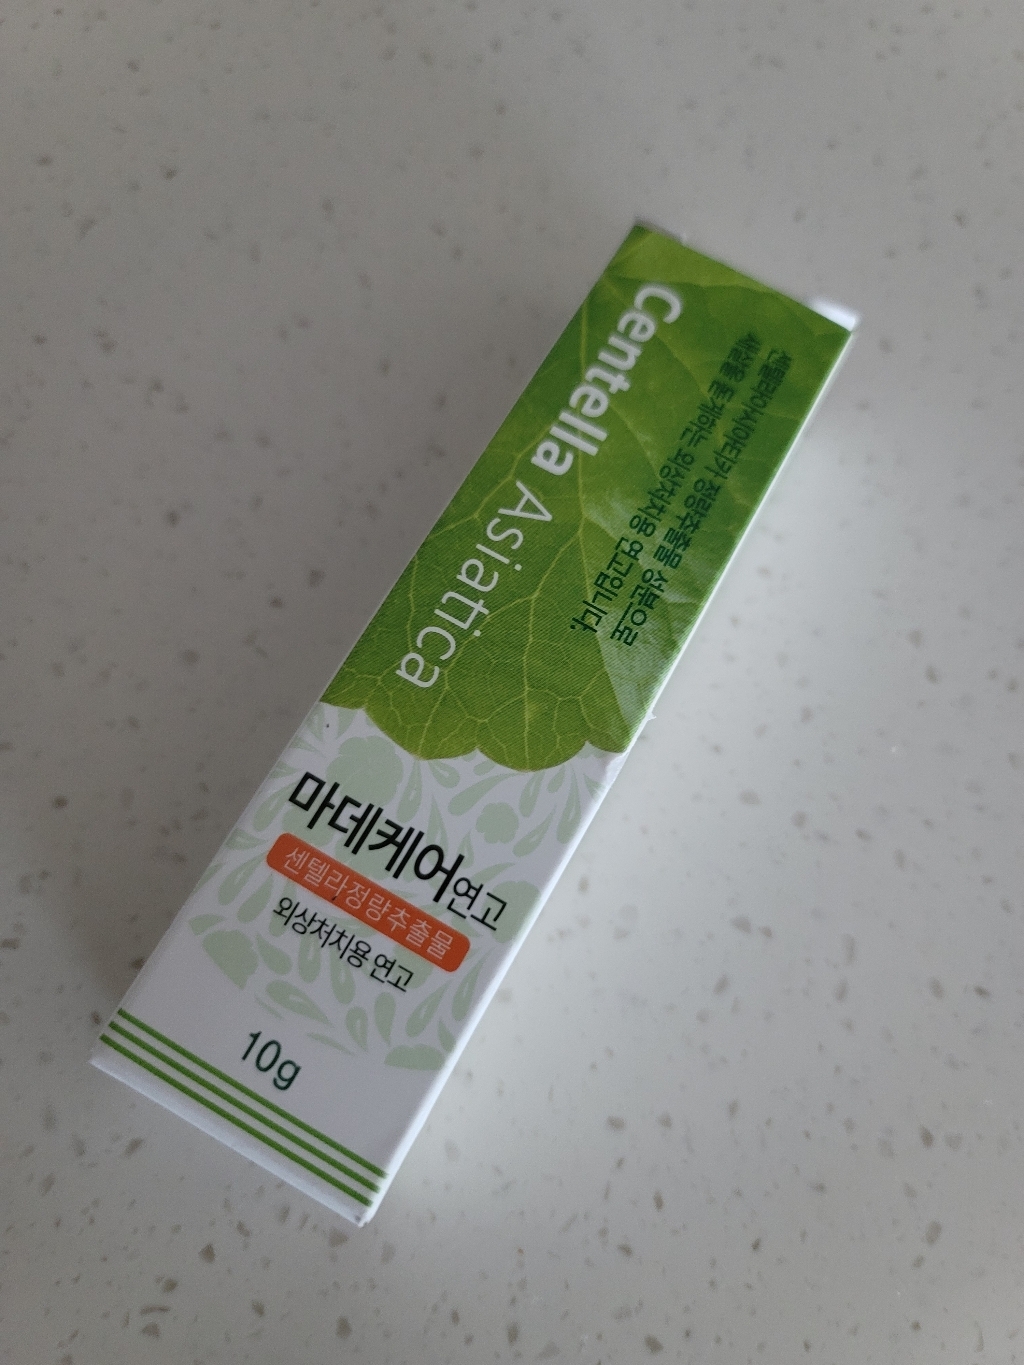 Centella Asiatica
센텔라아시아티카 정량추출물 성분으로
새살을 돋게하는 외상처치용 연고입니다.
마데케어연고
센텔라정량추출물
외상처치용 연고
10g